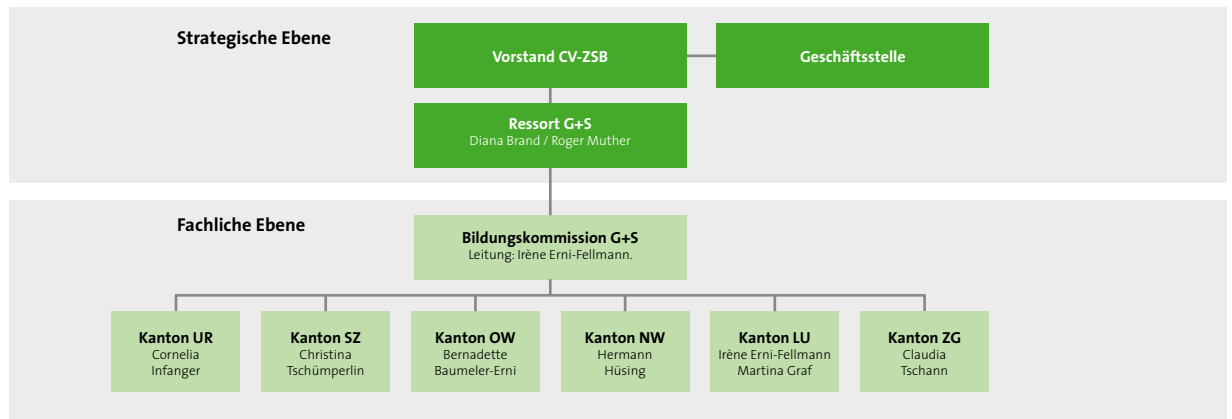 Strategische Ebene
Vorstand CV-ZSB
Geschäftsstelle
Ressort G+S
Diana Brand / Roger Muther
Fachliche Ebene
Bildungskommission G+S
Leitung: Irène Erni-Fellmann.
Kanton UR
Cornelia
Infanger
Kanton SZ
Christina
Tschümperlin
Kanton OW
Bernadette
Baumeler-Erni
Kanton NW
Hermann
Hüsing
Kanton LU
Irène Erni-Fellmann
Martina Graf
Kanton ZG
Claudia
Tschann